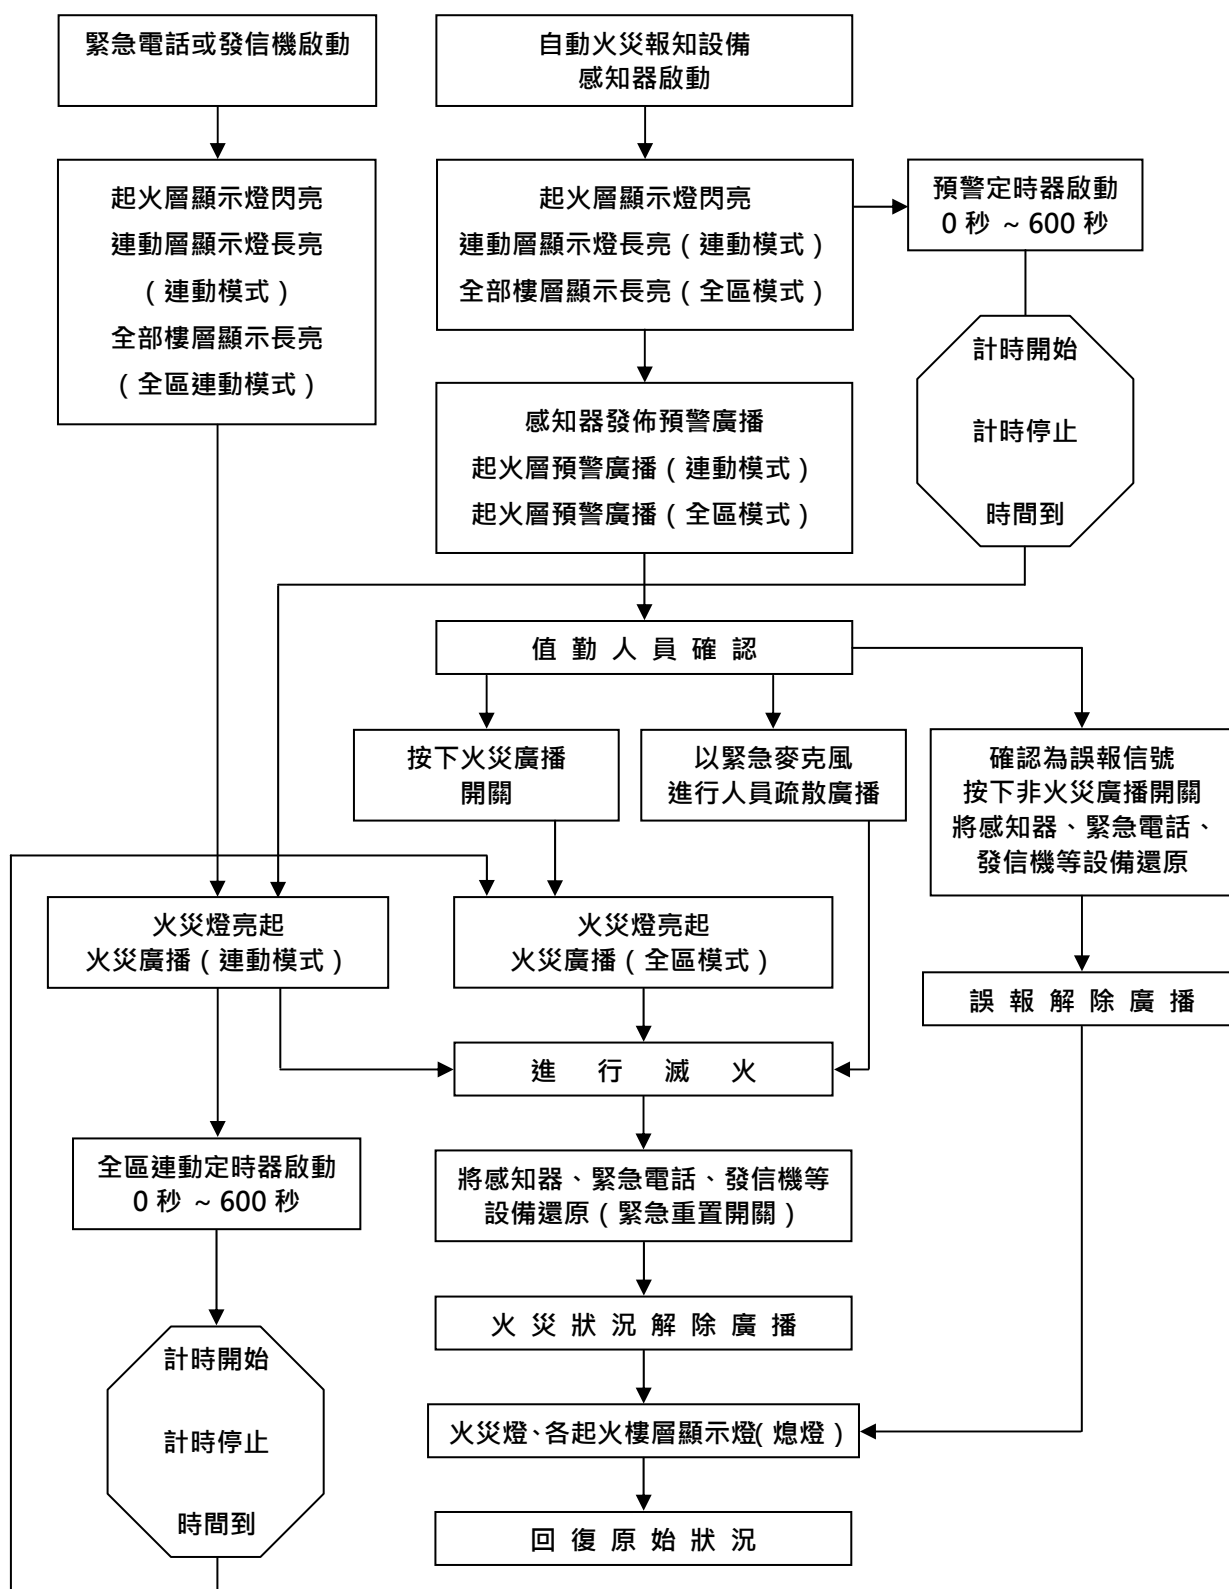 緊急電話或發信機啟動
自動火災報知設備
感知器啟動
起火層顯示燈閃亮
連動層顯示燈長亮
(連動模式)
全部樓層顯示長亮
(全區連動模式)
起火層顯示燈閃亮
連動層顯示燈長亮(連動模式)
全部樓層顯示長亮(全區模式)
預警定時器啟動
0 秒 ~ 600 秒
計時開始
計時停止
時間到
感知器發佈預警廣播
起火層預警廣播(連動模式)
起火層預警廣播(全區模式)
值勤人員確認
按下火災廣播
開關
以緊急麥克風
進行人員疏散廣播
確認為誤報信號
按下非火災廣播開關
將感知器、緊急電話、
發信機等設備還原
火災燈亮起
火災廣播(連動模式)
火災燈亮起
火災廣播(全區模式)
誤報解除廣播
進行滅火
全區連動定時器啟動
0 秒 ~ 600 秒
將感知器、緊急電話、發信機等
設備還原(緊急重置開關)
火災狀況解除廣播
計時開始
計時停止
時間到
火災燈、各起火樓層顯示燈(熄燈)
回復原始狀況